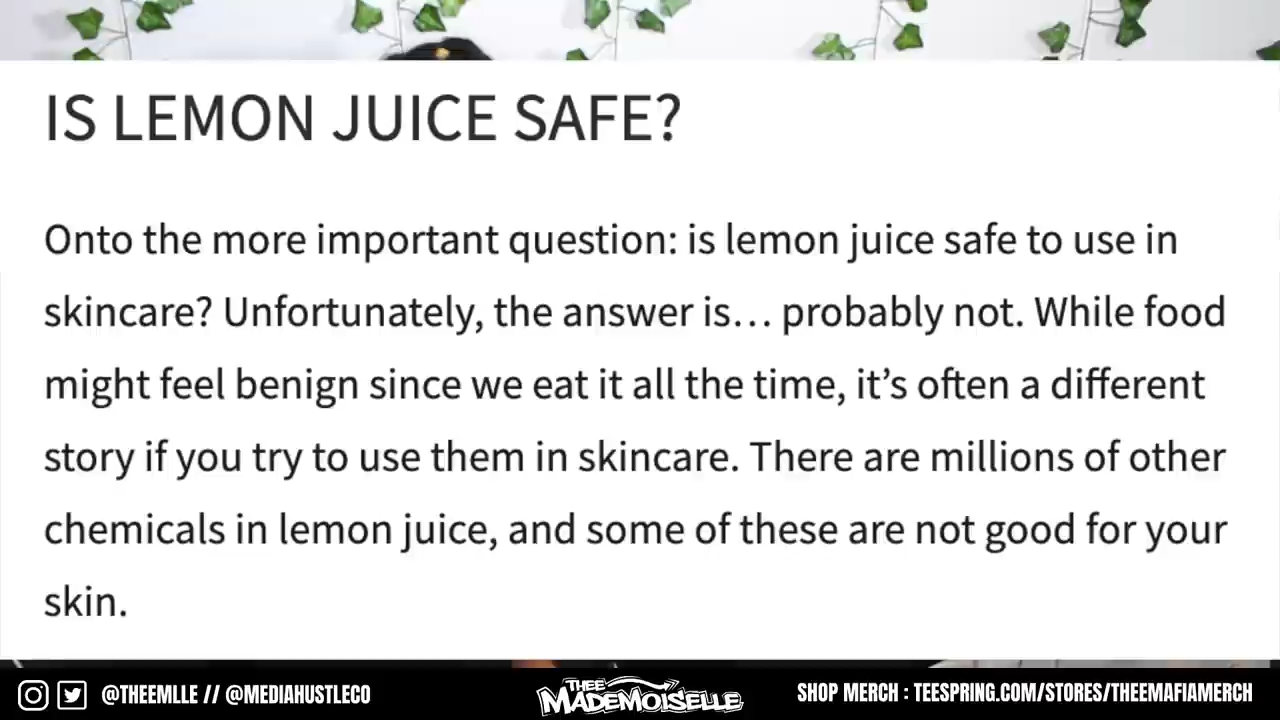 IS LEMON JUICE SAFE?
Onto the more important question: is lemon juice safe to use in
skincare? Unfortunately, the answer is… probably not. While food
might feel benign since we eat it all the time, it’s often a different
story if you try to use them in skincare. There are millions of other
chemicals in lemon juice, and some of these are not good for your
skin.
@THEEMLLE // @MEDIAHUSTLECO
THEE
MADEMOISELLE
SHOP MERCH : TEESPRING.COM/STORES/THEEMAFIAMERCH